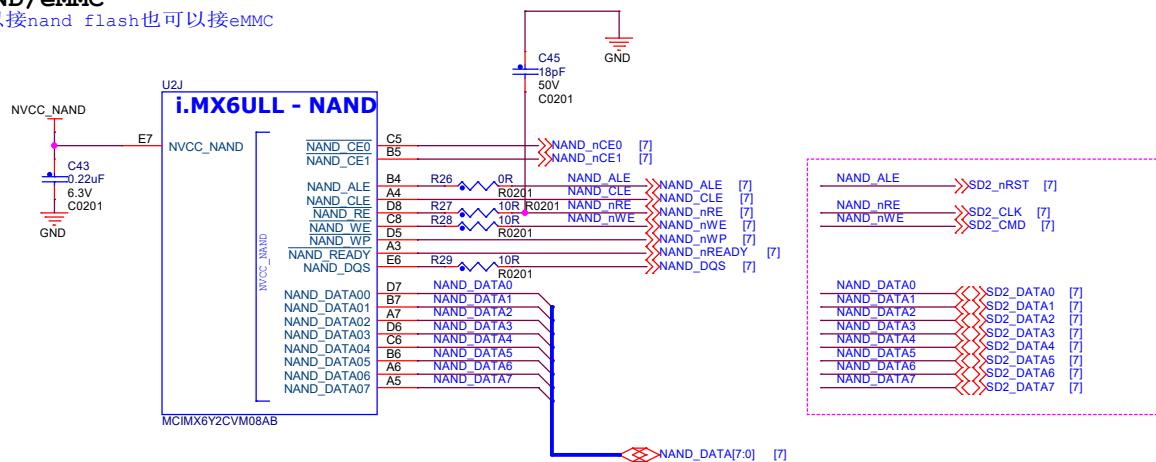 ND/eMMC
以接nand flash也可以接eMMC
GND
C45
18pF
50V
C0201
U2J
i.MX6ULL - NAND
NVCC_NAND
E7
NVCC_NAND
C43
0.22uF
6.3V
C0201
GND
NVCC_NAND
NAND_CE0 C5 NAND_nCE0 [7]
NAND_CE1 B5 NAND_nCE1 [7]
NAND_ALE B4 R26 0R R0201 NAND_ALE NAND_ALE [7]
NAND_CLE A4 NAND_CLE NAND_CLE [7]
NAND_RE D8 R27 10R R0201 NAND_nRE NAND_nRE [7]
NAND_WE C8 R28 10R R0201 NAND_nWE NAND_nWE [7]
NAND_WP D5 NAND_nWP [7]
NAND_READY A3 NAND_nREADY [7]
NAND_DQS E6 R29 10R R0201 NAND_DQS [7]
NAND_DATA00 D7 NAND_DATA0
NAND_DATA01 B7 NAND_DATA1
NAND_DATA02 A7 NAND_DATA2
NAND_DATA03 D6 NAND_DATA3
NAND_DATA04 C6 NAND_DATA4
NAND_DATA05 B6 NAND_DATA5
NAND_DATA06 A6 NAND_DATA6
NAND_DATA07 A5 NAND_DATA7
MCIMX6Y2CVM08AB
NAND_DATA[7:0] [7]
NAND_ALE SD2_nRST [7]
NAND_nRE SD2_CLK [7]
NAND_nWE SD2_CMD [7]
NAND_DATA0 SD2_DATA0 [7]
NAND_DATA1 SD2_DATA1 [7]
NAND_DATA2 SD2_DATA2 [7]
NAND_DATA3 SD2_DATA3 [7]
NAND_DATA4 SD2_DATA4 [7]
NAND_DATA5 SD2_DATA5 [7]
NAND_DATA6 SD2_DATA6 [7]
NAND_DATA7 SD2_DATA7 [7]